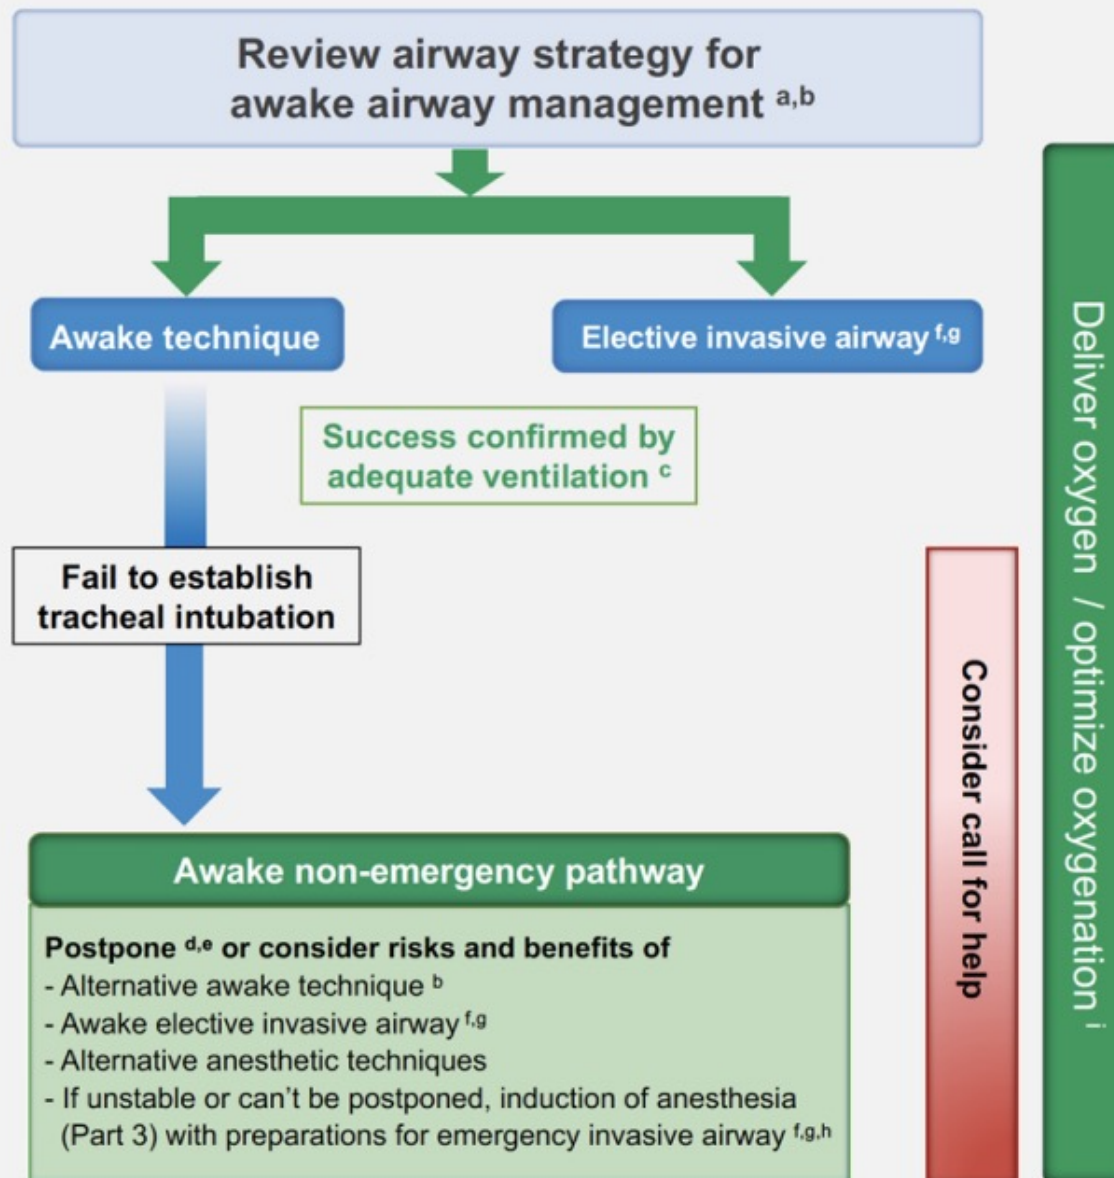 Review airway strategy for
awake airway management a,b
Awake technique
Elective invasive airway f,g
Success confirmed by
adequate ventilation c
Fail to establish
tracheal intubation
Awake non-emergency pathway
Postpone d,e or consider risks and benefits of
- Alternative awake technique b
- Awake elective invasive airway f,g
- Alternative anesthetic techniques
- If unstable or can't be postponed, induction of anesthesia
(Part 3) with preparations for emergency invasive airway f,g,h
Consider call for help
Deliver oxygen / optimize oxygenation i